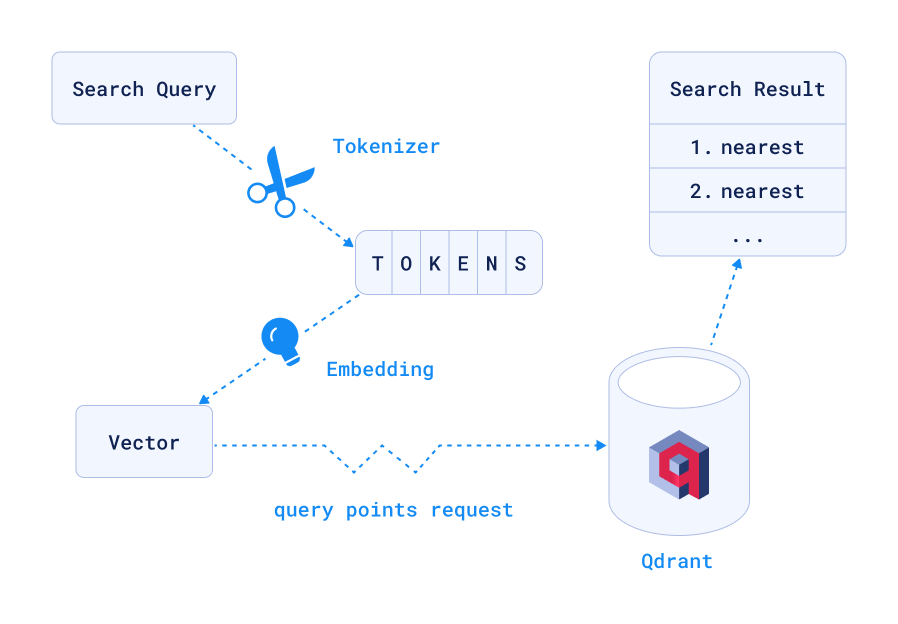 Search Query
Tokenizer
T O K E N S
Embedding
Vector
query points request
Qdrant
Search Result
1. nearest
2. nearest
...